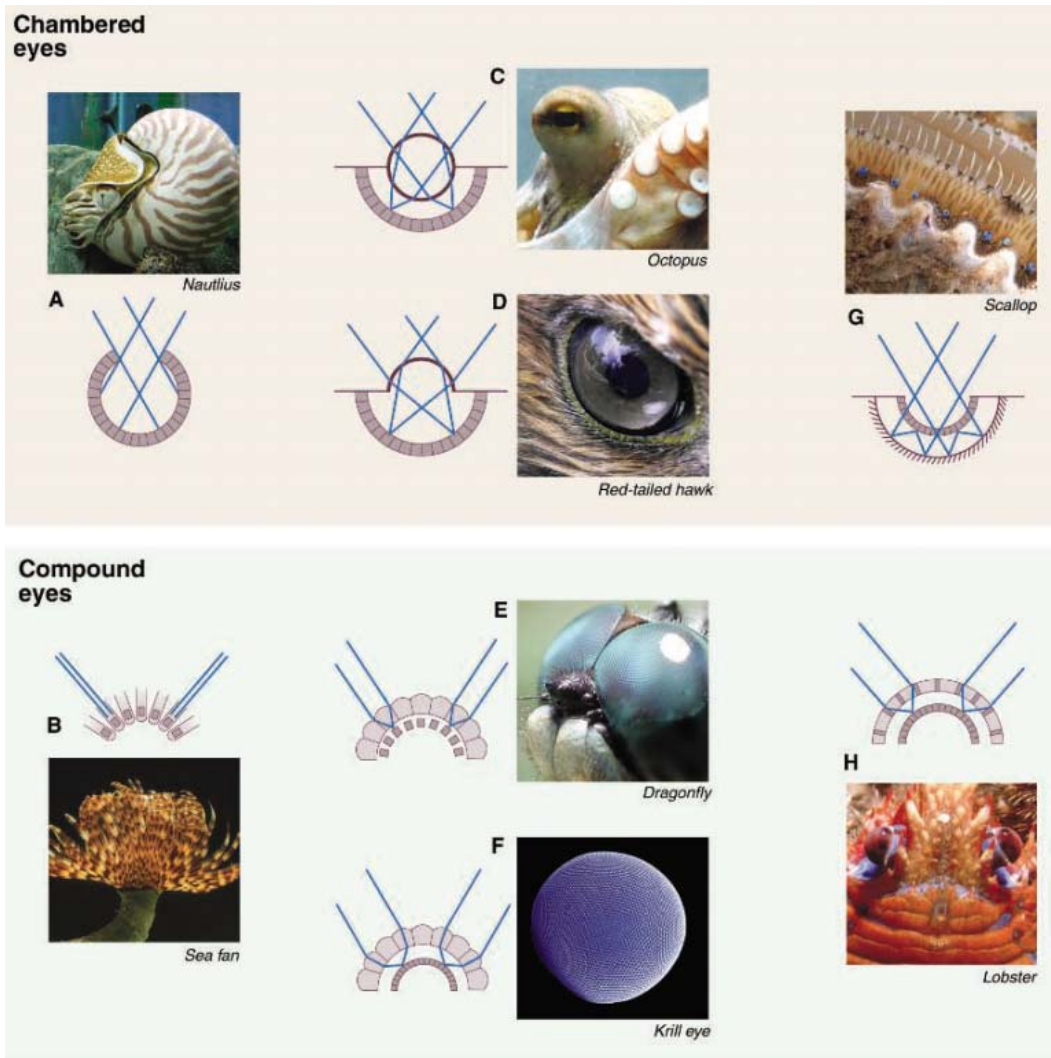 Chambered
eyes
C
Nautlius
Octopus
Scallop
A
D
G
Red-tailed hawk
Compound
eyes
E
B
Dragonfly
H
F
Sea fan
Lobster
Krill eye